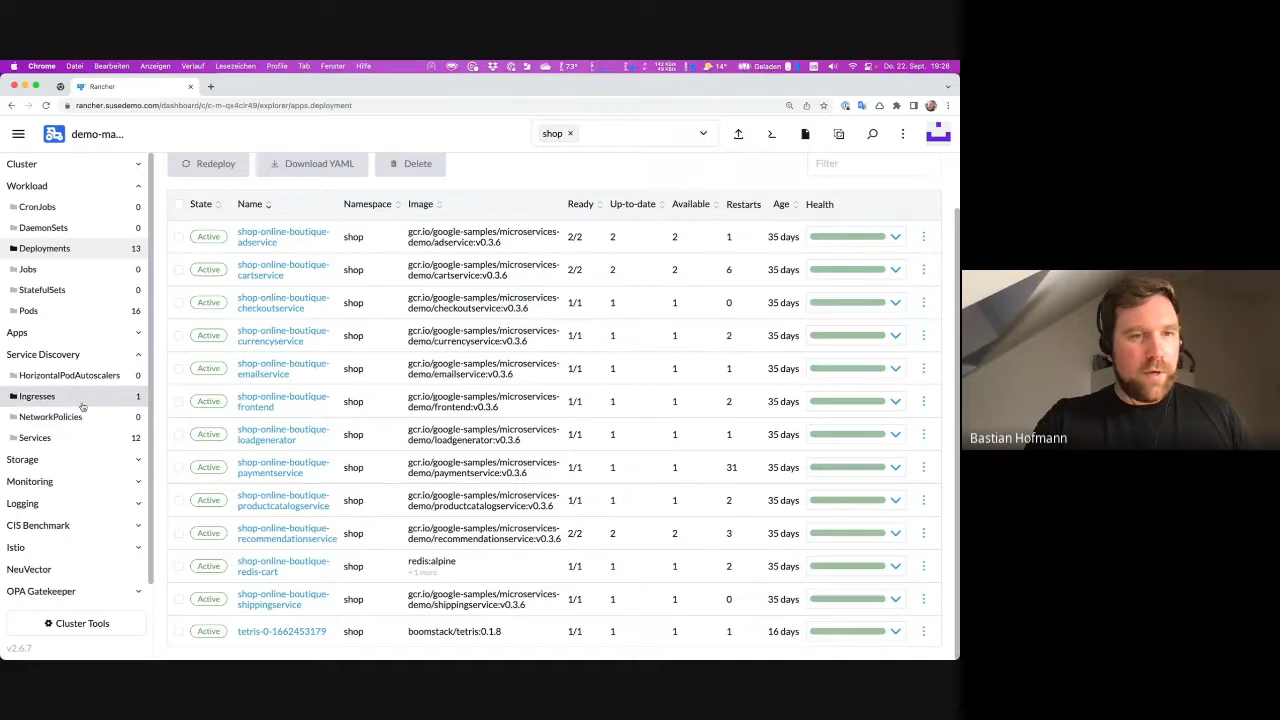 Chrome Datei Bearbeiten Anzeigen Verlauf Lesezeichen Profile Tab Fenster Hilfe 73° 142 KB/s 49 KB/s 14° Geladen Do. 22. Sept. 19:28
Rancher
rancher.susedemo.com/dashboard/c/c-m-qx4clr49/explorer/apps.deployment
demo-ma... shop
Cluster
Workload
CronJobs 0
DaemonSets 0
Deployments 13
Jobs 0
StatefulSets 0
Pods 16
Apps
Service Discovery
HorizontalPodAutoscalers 0
Ingresses 1
NetworkPolicies 0
Services 12
Storage
Monitoring
Logging
CIS Benchmark
Istio
NeuVector
OPA Gatekeeper
Cluster Tools
v2.6.7
Redeploy Download YAML Delete Filter
State Name Namespace Image Ready Up-to-date Available Restarts Age Health
Active shop-online-boutique-adservice shop gcr.io/google-samples/microservices-demo/adservice:v0.3.6 2/2 2 2 1 35 days
Active shop-online-boutique-cartservice shop gcr.io/google-samples/microservices-demo/cartservice:v0.3.6 2/2 2 2 6 35 days
Active shop-online-boutique-checkoutservice shop gcr.io/google-samples/microservices-demo/checkoutservice:v0.3.6 1/1 1 1 0 35 days
Active shop-online-boutique-currencyservice shop gcr.io/google-samples/microservices-demo/currencyservice:v0.3.6 1/1 1 1 2 35 days
Active shop-online-boutique-emailservice shop gcr.io/google-samples/microservices-demo/emailservice:v0.3.6 1/1 1 1 1 35 days
Active shop-online-boutique-frontend shop gcr.io/google-samples/microservices-demo/frontend:v0.3.6 1/1 1 1 2 35 days
Active shop-online-boutique-loadgenerator shop gcr.io/google-samples/microservices-demo/loadgenerator:v0.3.6 1/1 1 1 1 35 days
Active shop-online-boutique-paymentservice shop gcr.io/google-samples/microservices-demo/paymentservice:v0.3.6 1/1 1 1 31 35 days
Active shop-online-boutique-productcatalogservice shop gcr.io/google-samples/microservices-demo/productcatalogservice:v0.3.6 1/1 1 1 2 35 days
Active shop-online-boutique-recommendationservice shop gcr.io/google-samples/microservices-demo/recommendationservice:v0.3.6 2/2 2 2 3 35 days
Active shop-online-boutique-redis-cart shop redis:alpine +1 more 1/1 1 1 2 35 days
Active shop-online-boutique-shippingservice shop gcr.io/google-samples/microservices-demo/shippingservice:v0.3.6 1/1 1 1 0 35 days
Active tetris-0-1662453179 shop boomstack/tetris:0.1.8 1/1 1 1 1 16 days
Bastian Hofmann